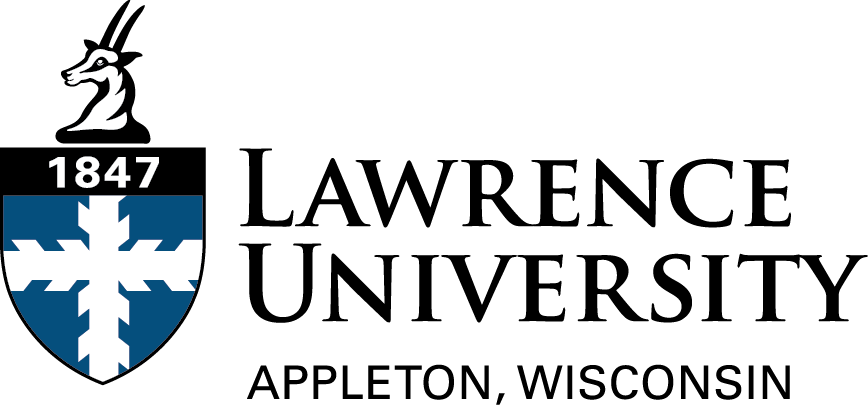 1847
LAWRENCE
UNIVERSITY
APPLETON, WISCONSIN